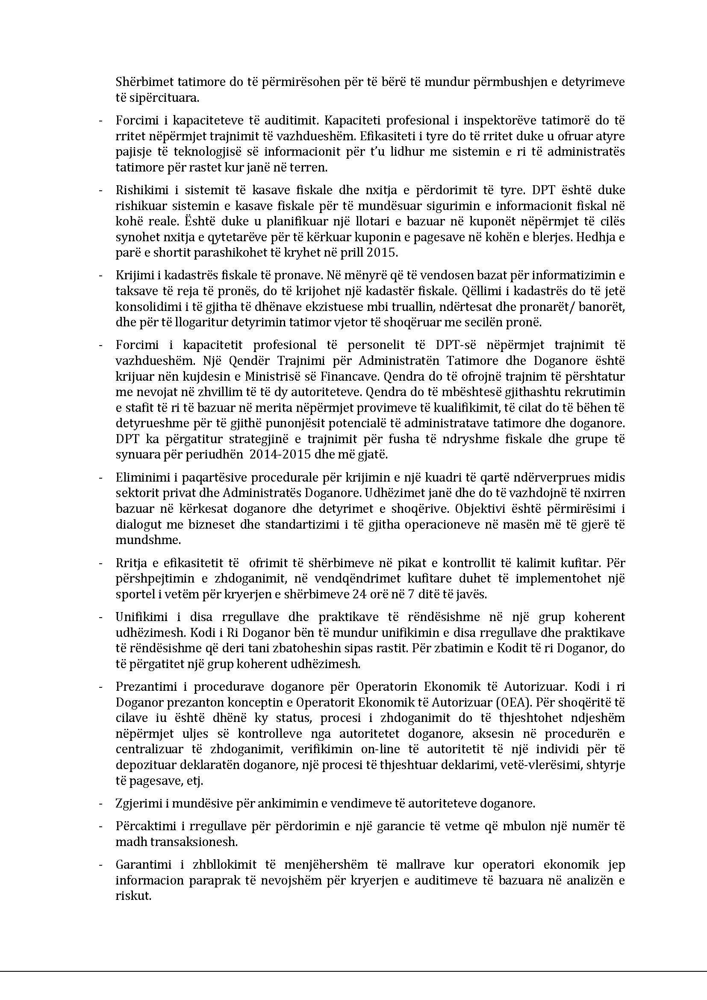 Shërbimet tatimore do të përmirësohen për të bërë të mundur përmbushjen e detyrimeve
të sipërcituara.
- Forcimi i kapaciteteve të auditimit. Kapaciteti profesional i inspektorëve tatimorë do të
rritet nëpërmjet trajnimit të vazhdueshëm. Efikasiteti i tyre do të rritet duke u ofruar atyre
pajisje të teknologjisë së informacionit për t’u lidhur me sistemin e ri të administratës
tatimore për rastet kur janë në terren.
- Rishikimi i sistemit të kasave fiskale dhe nxitja e përdorimit të tyre. DPT është duke
rishikuar sistemin e kasave fiskale për të mundësuar sigurimin e informacionit fiskal në
kohë reale. Është duke u planifikuar një llotari e bazuar në kuponët nëpërmjet të cilës
synohet nxitja e qytetarëve për të kërkuar kuponin e pagesave në kohën e blerjes. Hedhja e
parë e shortit parashikohet të kryhet në prill 2015.
- Krijimi i kadastrës fiskale të pronave. Në mënyrë që të vendosen bazat për informatizimin e
taksave të reja të pronës, do të krijohet një kadastër fiskale. Qëllimi i kadastrës do të jetë
konsolidimi i të gjitha të dhënave ekzistuese mbi truallin, ndërtesat dhe pronarët/ banorët,
dhe për të llogaritur detyrimin tatimor vjetor të shoqëruar me secilën pronë.
- Forcimi i kapacitetit profesional të personelit të DPT-së nëpërmjet trajnimit të
vazhdueshëm. Një Qendër Trajnimi për Administratën Tatimore dhe Doganore është
krijuar nën kujdesin e Ministrisë së Financave. Qendra do të ofrojnë trajnim të përshtatur
me nevojat në zhvillim të të dy autoriteteve. Qendra do të mbështesë gjithashtu rekrutimin
e stafit të ri të bazuar në merita nëpërmjet provimeve të kualifikimit, të cilat do të bëhen të
detyrueshme për të gjithë punonjësit potencialë të administratave tatimore dhe doganore.
DPT ka përgatitur strategjinë e trajnimit për fusha të ndryshme fiskale dhe grupe të
synuara për periudhën  2014-2015 dhe më gjatë.
- Eliminimi i paqartësive procedurale për krijimin e një kuadri të qartë ndërverprues midis
sektorit privat dhe Administratës Doganore. Udhëzimet janë dhe do të vazhdojnë të nxirren
bazuar në kërkesat doganore dhe detyrimet e shoqërive. Objektivi është përmirësimi i
dialogut me bizneset dhe standartizimi i të gjitha operacioneve në masën më të gjerë të
mundshme.
- Rritja e efikasitetit të  ofrimit të shërbimeve në pikat e kontrollit të kalimit kufitar. Për
përshpejtimin e zhdoganimit, në vendqëndrimet kufitare duhet të implementohet një
sportel i vetëm për kryerjen e shërbimeve 24 orë në 7 ditë të javës.
- Unifikimi i disa rregullave dhe praktikave të rëndësishme në një grup koherent
udhëzimesh. Kodi i Ri Doganor bën të mundur unifikimin e disa rregullave dhe praktikave
të rëndësishme që deri tani zbatoheshin sipas rastit. Për zbatimin e Kodit të ri Doganor, do
të përgatitet një grup koherent udhëzimesh.
- Prezantimi i procedurave doganore për Operatorin Ekonomik të Autorizuar. Kodi i ri
Doganor prezanton konceptin e Operatorit Ekonomik të Autorizuar (OEA). Për shoqëritë të
cilave iu është dhënë ky status, procesi i zhdoganimit do të thjeshtohet ndjeshëm
nëpërmjet uljes së kontrolleve nga autoritetet doganore, aksesin në procedurën e
centralizuar të zhdoganimit, verifikimin on-line të autoritetit të një individi për të
depozituar deklaratën doganore, një procesi të thjeshtuar deklarimi, vetë-vlerësimi, shtyrje
të pagesave, etj.
- Zgjerimi i mundësive për ankimimin e vendimeve të autoriteteve doganore.
- Përcaktimi i rregullave për përdorimin e një garancie të vetme që mbulon një numër të
madh transaksionesh.
- Garantimi i zhbllokimit të menjëhershëm të mallrave kur operatori ekonomik jep
informacion paraprak të nevojshëm për kryerjen e auditimeve të bazuara në analizën e
riskut.